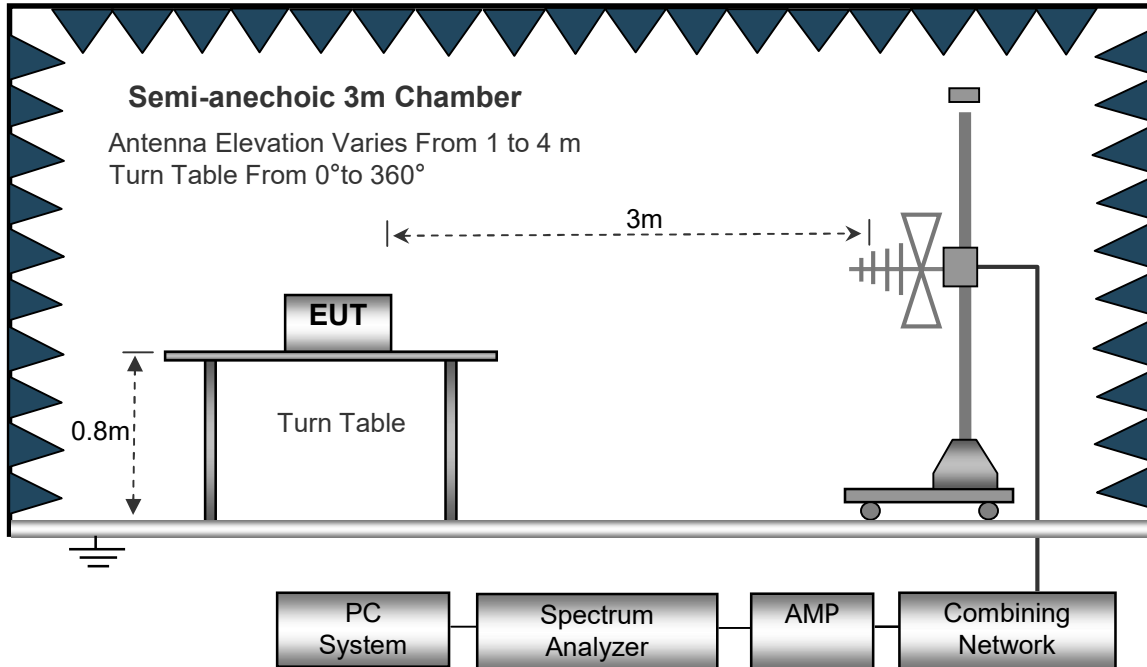 Semi-anechoic 3m Chamber
Antenna Elevation Varies From 1 to 4 m
Turn Table From 0°to 360°
3m
EUT
0.8m
Turn Table
PC
System
Spectrum
Analyzer
AMP
Combining
Network